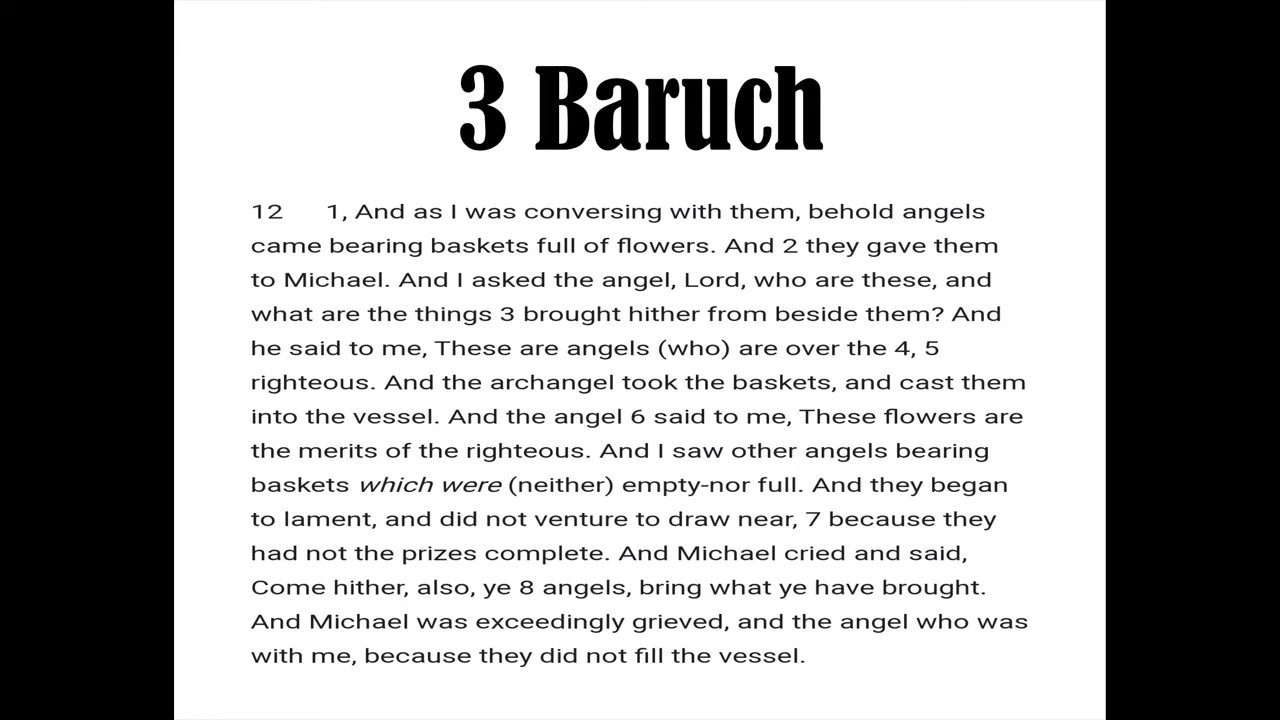 3 Baruch
12 1, And as I was conversing with them, behold angels
came bearing baskets full of flowers. And 2 they gave them
to Michael. And I asked the angel, Lord, who are these, and
what are the things 3 brought hither from beside them? And
he said to me, These are angels (who) are over the 4, 5
righteous. And the archangel took the baskets, and cast them
into the vessel. And the angel 6 said to me, These flowers are
the merits of the righteous. And I saw other angels bearing
baskets which were (neither) empty-nor full. And they began
to lament, and did not venture to draw near, 7 because they
had not the prizes complete. And Michael cried and said,
Come hither, also, ye 8 angels, bring what ye have brought.
And Michael was exceedingly grieved, and the angel who was
with me, because they did not fill the vessel.